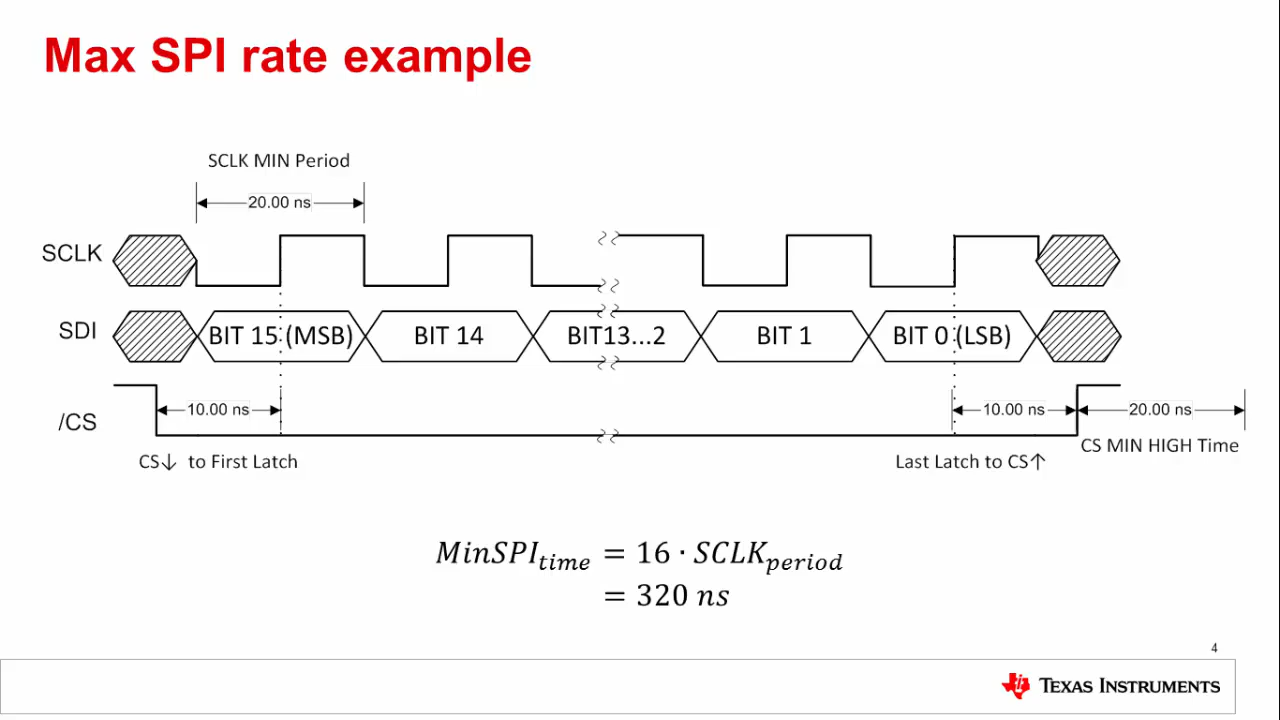 Max SPI rate example
SCLK MIN Period
20.00 ns
SCLK
SDI
BIT 15 (MSB)
BIT 14
BIT13...2
BIT 1
BIT 0 (LSB)
/CS
10.00 ns
10.00 ns
20.00 ns
CS↓ to First Latch
Last Latch to CS↑
CS MIN HIGH Time
MinSPI_time = 16 · SCLK_period
= 320 ns
4
TEXAS INSTRUMENTS